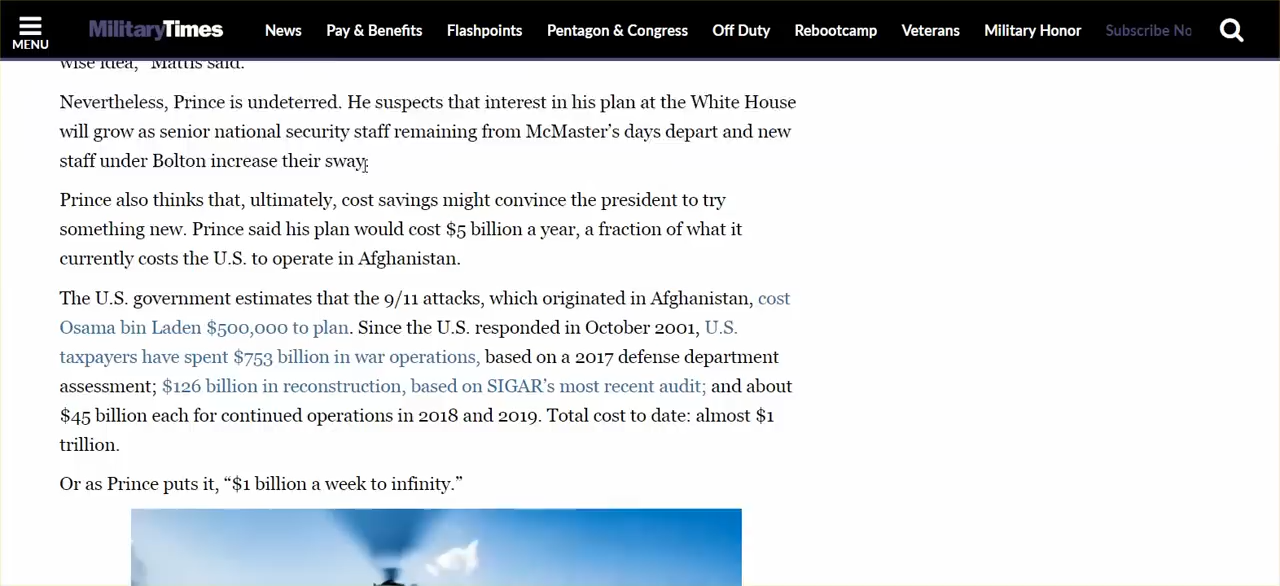 MENU
MilitaryTimes
News
Pay & Benefits
Flashpoints
Pentagon & Congress
Off Duty
Rebootcamp
Veterans
Military Honor
Subscribe No
wise idea,” Mattis said.
Nevertheless, Prince is undeterred. He suspects that interest in his plan at the White House
will grow as senior national security staff remaining from McMaster’s days depart and new
staff under Bolton increase their sway.
Prince also thinks that, ultimately, cost savings might convince the president to try
something new. Prince said his plan would cost $5 billion a year, a fraction of what it
currently costs the U.S. to operate in Afghanistan.
The U.S. government estimates that the 9/11 attacks, which originated in Afghanistan, cost
Osama bin Laden $500,000 to plan. Since the U.S. responded in October 2001, U.S.
taxpayers have spent $753 billion in war operations, based on a 2017 defense department
assessment; $126 billion in reconstruction, based on SIGAR’s most recent audit; and about
$45 billion each for continued operations in 2018 and 2019. Total cost to date: almost $1
trillion.
Or as Prince puts it, “$1 billion a week to infinity.”